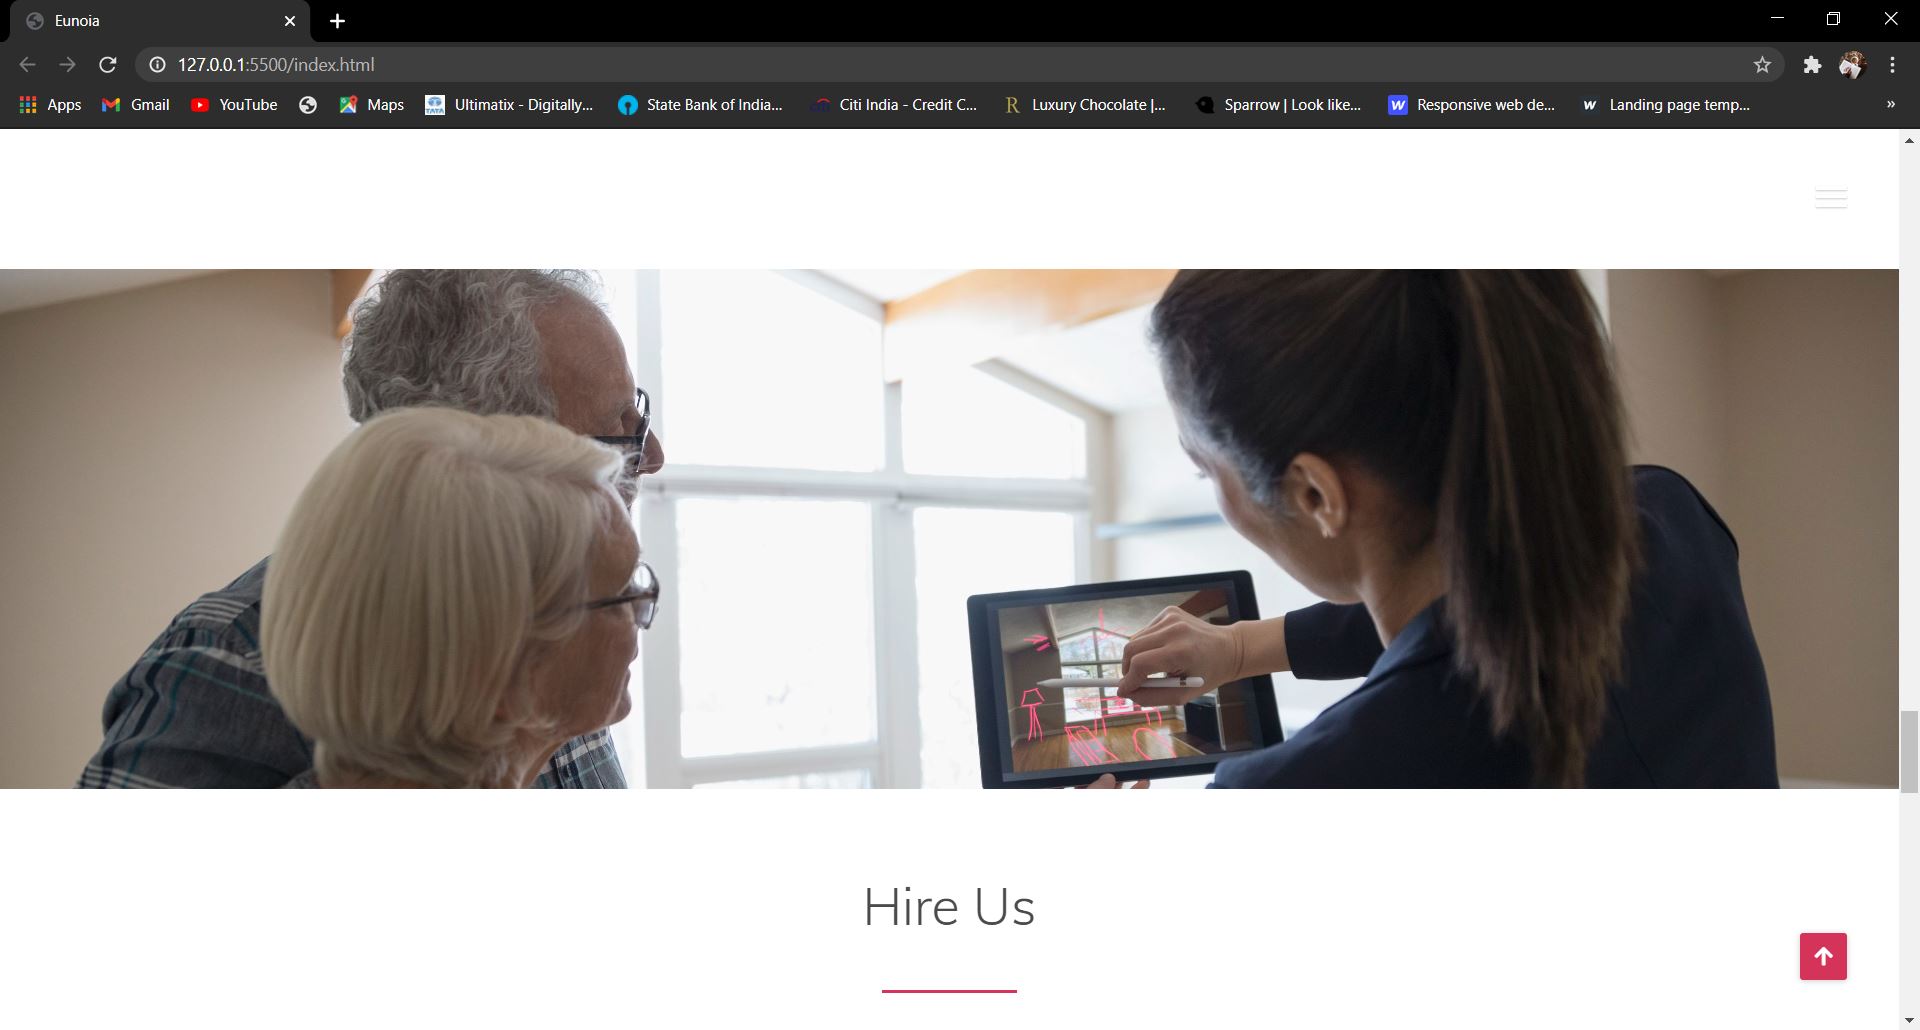 Eunoia
127.0.0.1:5500/index.html
Apps Gmail YouTube Maps TATA Ultimatix - Digitally... State Bank of India... Citi India - Credit C... R Luxury Chocolate |... Sparrow | Look like... W Responsive web de... W Landing page temp... »
Hire Us